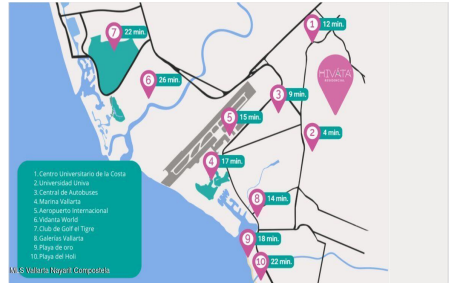 1 12 min.
7 22 min.
HIVATA
6 26 min.
3 9 min.
5 15 min.
2 4 min.
4 17 min.
8 14 min.
9 18 min.
10 22 min.
1.Centro Universitario de la Costa
2.Universidad Univa
3.Central de Autobuses
4.Marina Vallarta
5.Aeropuerto Internacional
6.Vidanta World
7.Club de Golf el Tigre
8.Galerías Vallarta
9.Playa de oro
10.Playa del Holi
MLS Vallarta Nayarit Compostela